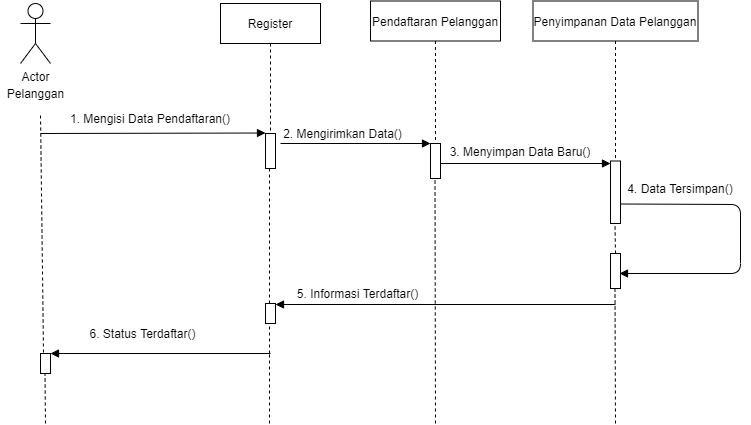 Register
Pendaftaran Pelanggan
Penyimpanan Data Pelanggan
Actor
Pelanggan
1. Mengisi Data Pendaftaran()
2. Mengirimkan Data()
3. Menyimpan Data Baru()
4. Data Tersimpan()
5. Informasi Terdaftar()
6. Status Terdaftar()